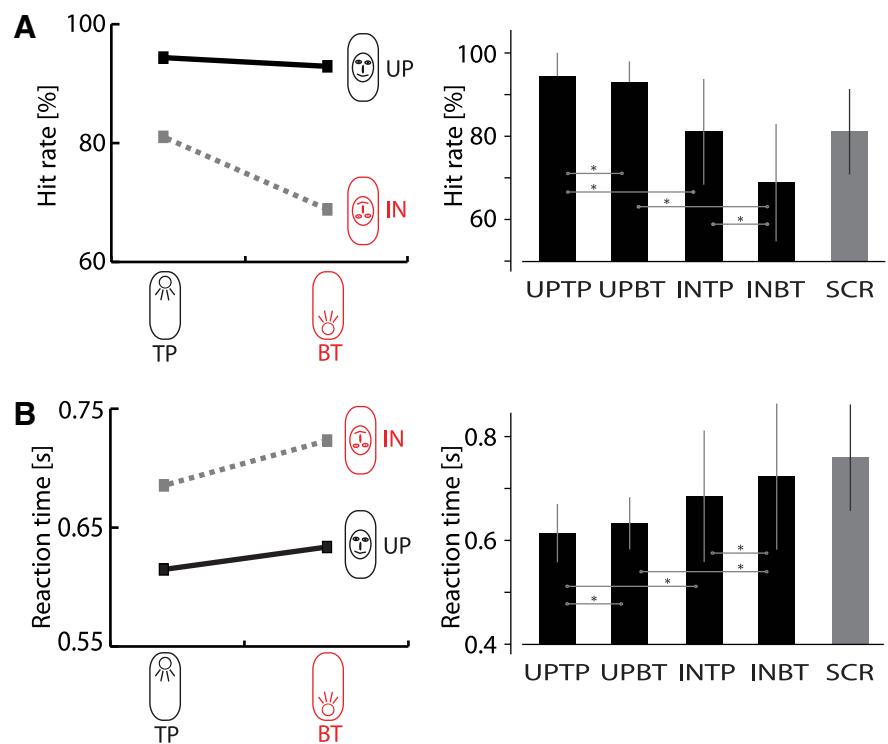 A
Hit rate [%]
100
80
60
UP
IN
TP
BT
Hit rate [%]
100
80
60
*
*
*
*
UPTP UPBT INTP INBT SCR
B
Reaction time [s]
0.75
0.65
0.55
IN
UP
TP
BT
Reaction time [s]
0.8
0.6
0.4
*
*
*
*
UPTP UPBT INTP INBT SCR